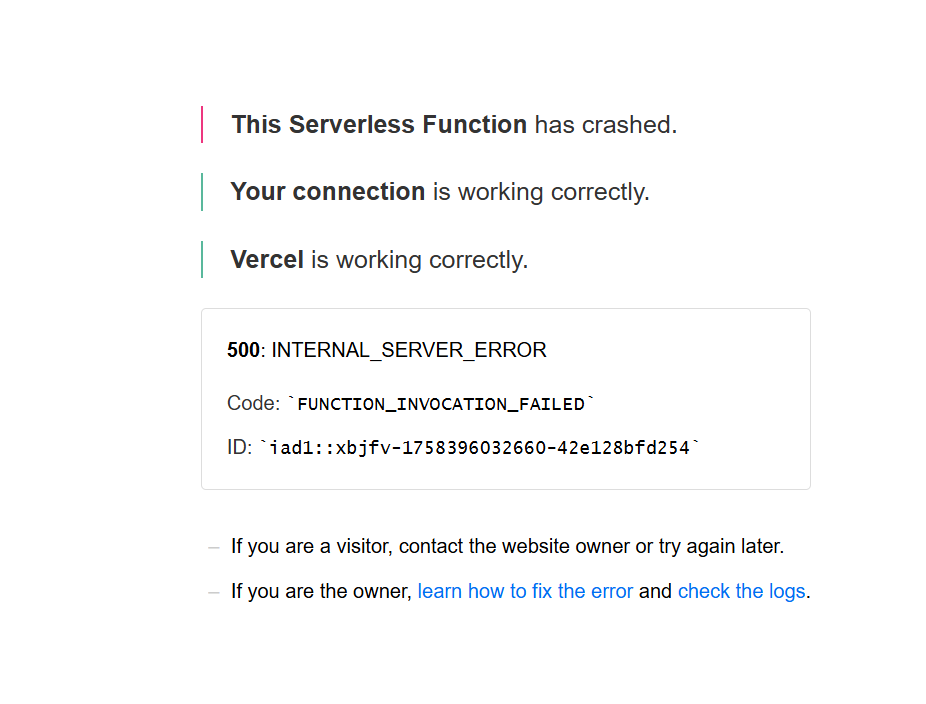 This Serverless Function has crashed.
Your connection is working correctly.
Vercel is working correctly.
500: INTERNAL_SERVER_ERROR
Code: `FUNCTION_INVOCATION_FAILED`
ID: `iad1::xbjfv-1758396032660-42e128bfd254`
– If you are a visitor, contact the website owner or try again later.
– If you are the owner, learn how to fix the error and check the logs.